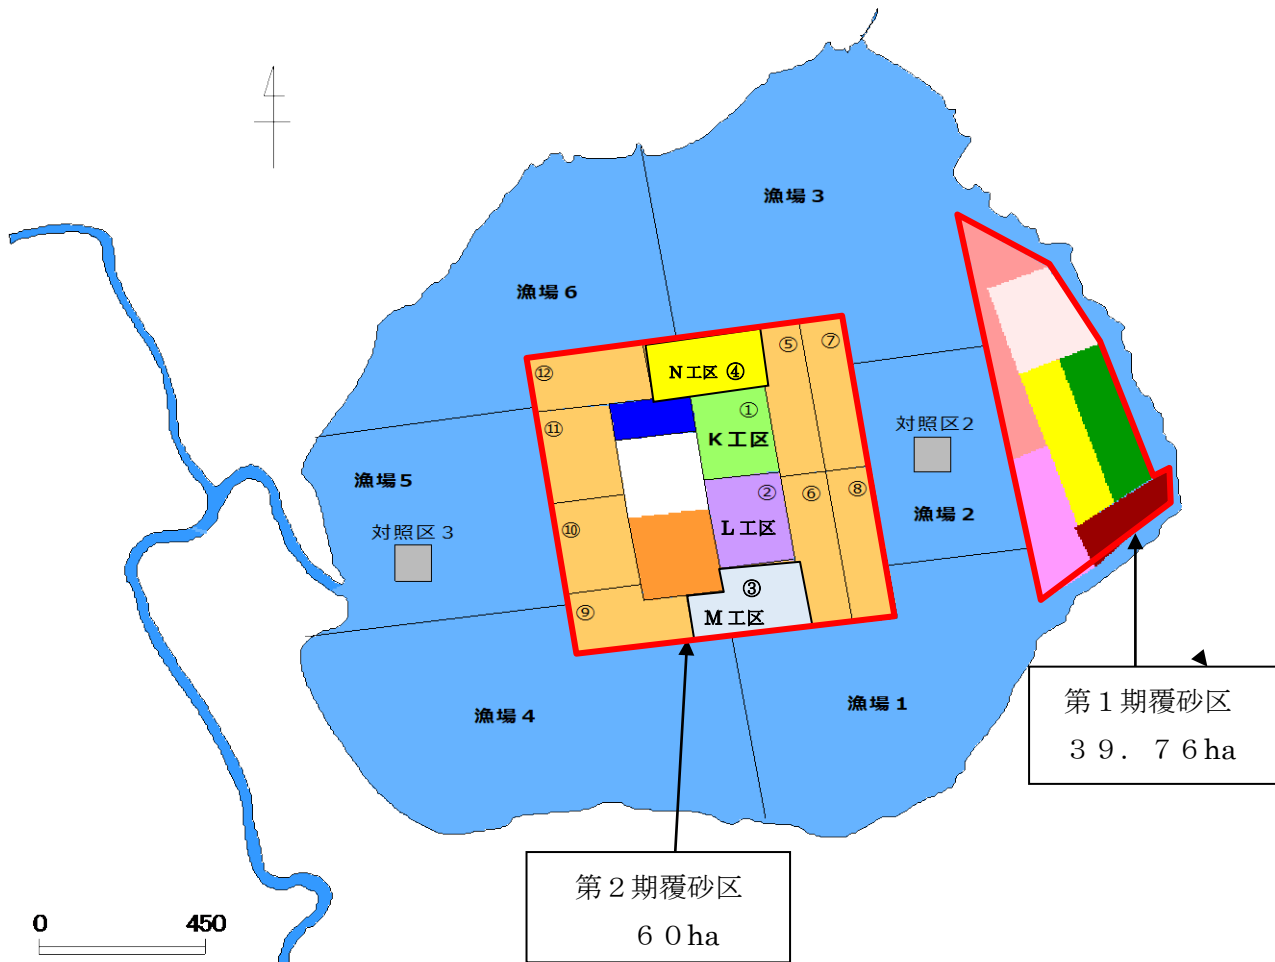 漁場３
漁場６
⑤
⑦
⑫
Ｎ工区 ④
①
Ｋ工区
⑪
対照区2
漁場５
②
⑥
⑧
Ｌ工区
漁場２
⑩
対照区３
③
Ｍ工区
⑨
漁場４
漁場１
第１期覆砂区
３９．７６ha
第２期覆砂区
６０ha
0 450